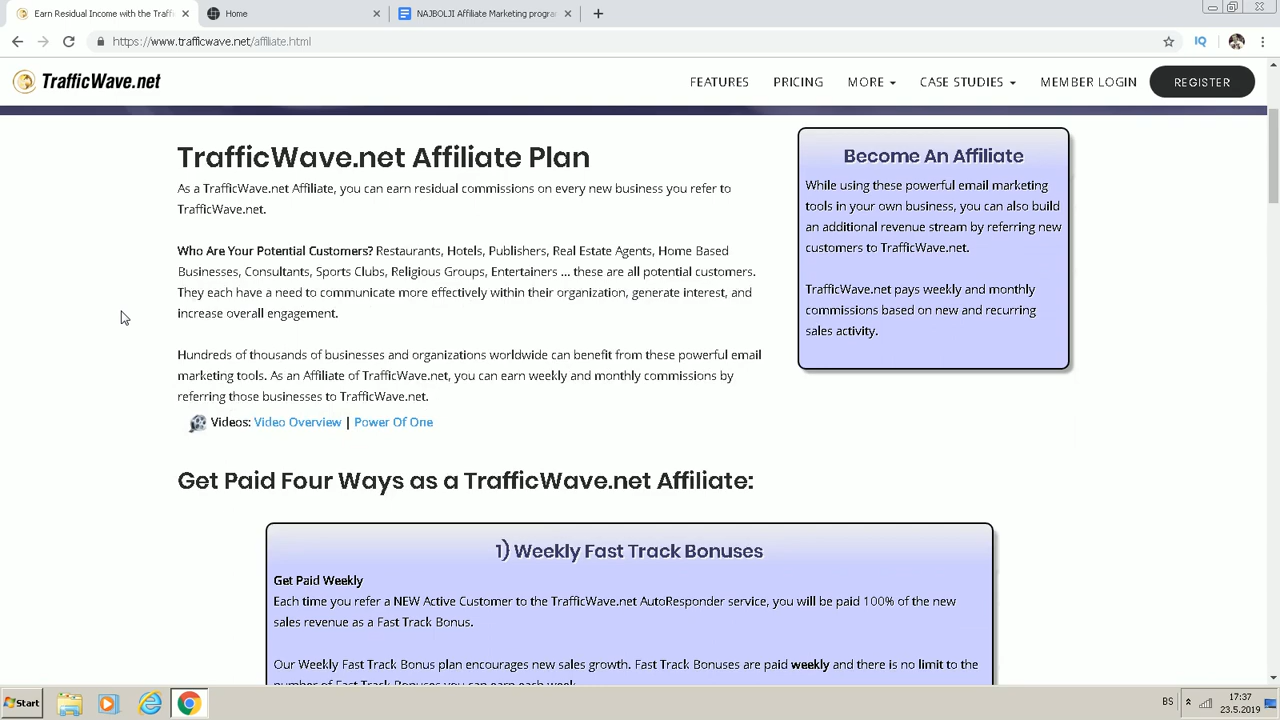 Earn Residual Income with the Traff
Home
NAJBOLJI Affiliate Marketing progra
https://www.trafficwave.net/affiliate.html
IQ
TrafficWave.net
FEATURES
PRICING
MORE
CASE STUDIES
MEMBER LOGIN
REGISTER
TrafficWave.net Affiliate Plan
As a TrafficWave.net Affiliate, you can earn residual commissions on every new business you refer to
TrafficWave.net.
Who Are Your Potential Customers? Restaurants, Hotels, Publishers, Real Estate Agents, Home Based
Businesses, Consultants, Sports Clubs, Religious Groups, Entertainers ... these are all potential customers.
They each have a need to communicate more effectively within their organization, generate interest, and
increase overall engagement.
Hundreds of thousands of businesses and organizations worldwide can benefit from these powerful email
marketing tools. As an Affiliate of TrafficWave.net, you can earn weekly and monthly commissions by
referring those businesses to TrafficWave.net.
Videos: Video Overview | Power Of One
Become An Affiliate
While using these powerful email marketing
tools in your own business, you can also build
an additional revenue stream by referring new
customers to TrafficWave.net.
TrafficWave.net pays weekly and monthly
commissions based on new and recurring
sales activity.
Get Paid Four Ways as a TrafficWave.net Affiliate:
1) Weekly Fast Track Bonuses
Get Paid Weekly
Each time you refer a NEW Active Customer to the TrafficWave.net AutoResponder service, you will be paid 100% of the new
sales revenue as a Fast Track Bonus.
Our Weekly Fast Track Bonus plan encourages new sales growth. Fast Track Bonuses are paid weekly and there is no limit to the
number of Fast Track Bonuses you can earn each week.
Start
BS
17:37
23.5.2019